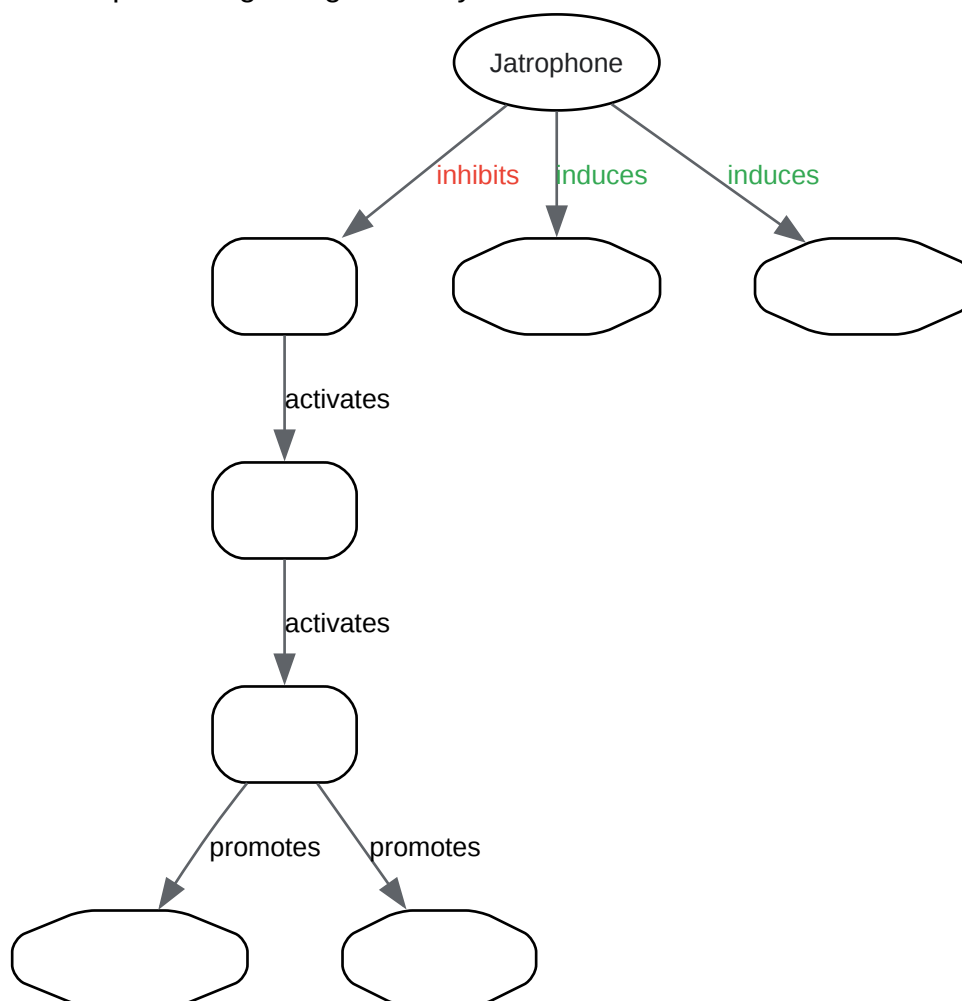 Jatrophone
inhibits
induces
induces
activates
activates
promotes
promotes